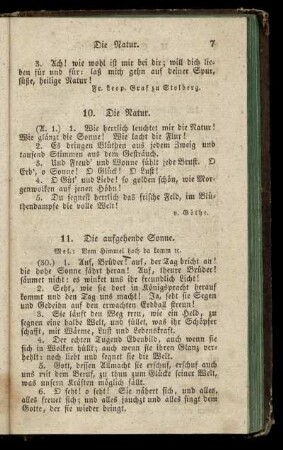 Die Natur. 7
3. Ach! wie wohl ist mir bei dir; will dich lie-
ben für und für: laß mich gehn auf deiner Spur,
süße, heilige Natur!
Fr. Leop. Graf zu Stolberg.
10. Die Natur.
(A. 1.) 1. Wie herrlich leuchtet mir die Natur!
Wie glänzt die Sonne! Wie lacht die Flur!
2. Es dringen Blüthen aus jedem Zweig und
tausend Stimmen aus dem Gesträuch.
3. Und Freud' und Wonne aus jeder Brust. O
Erd', o Sonne! O Glück! O Lust!
4. O Güt' und Liebe! so golden schön, wie Mor-
genwolken auf jenen Höhn!
5. Du segnest herrlich das frische Feld, im Blü-
thendampfe die volle Welt!
v. Göthe.
11. Die aufgehende Sonne.
Mel.: Vom Himmel hoch da komm ꝛc.
(30.) 1. Auf, Brüder! auf, der Tag bricht an!
die hohe Sonne fährt heran! Auf, theure Brüder!
säumet nicht: es winket uns ihr freundlich Licht.
2. Seht, wie sie dort in Königspracht herauf
kommt und den Tag uns macht! Ja, seht sie Segen
und Gedeihn auf den erwachten Erdball streun!
3. Sie läuft den Weg treu, wie ein Held, zu
segnen eine halbe Welt, und füllet, was ihr Schöpfer
schafft, mit Wärme, Luft und Lebenskraft.
4. Der echten Tugend Ebenbild, auch wenn sie
sich in Wolken hüllt; auch wenn sie ihren Glanz ver-
hehlt; noch liebt und segnet sie die Welt.
5. Gott, dessen Allmacht sie erschuf, erschuf auch
uns mit dem Beruf, zu thun zum Glücke seiner Welt,
was unsern Kräften möglich fällt.
6. O seht! o seht! Sie nähert sich, und alles,
alles freuet sich; und alles jauchzt und alles singt dem
Gotte, der sie wieder bringt.